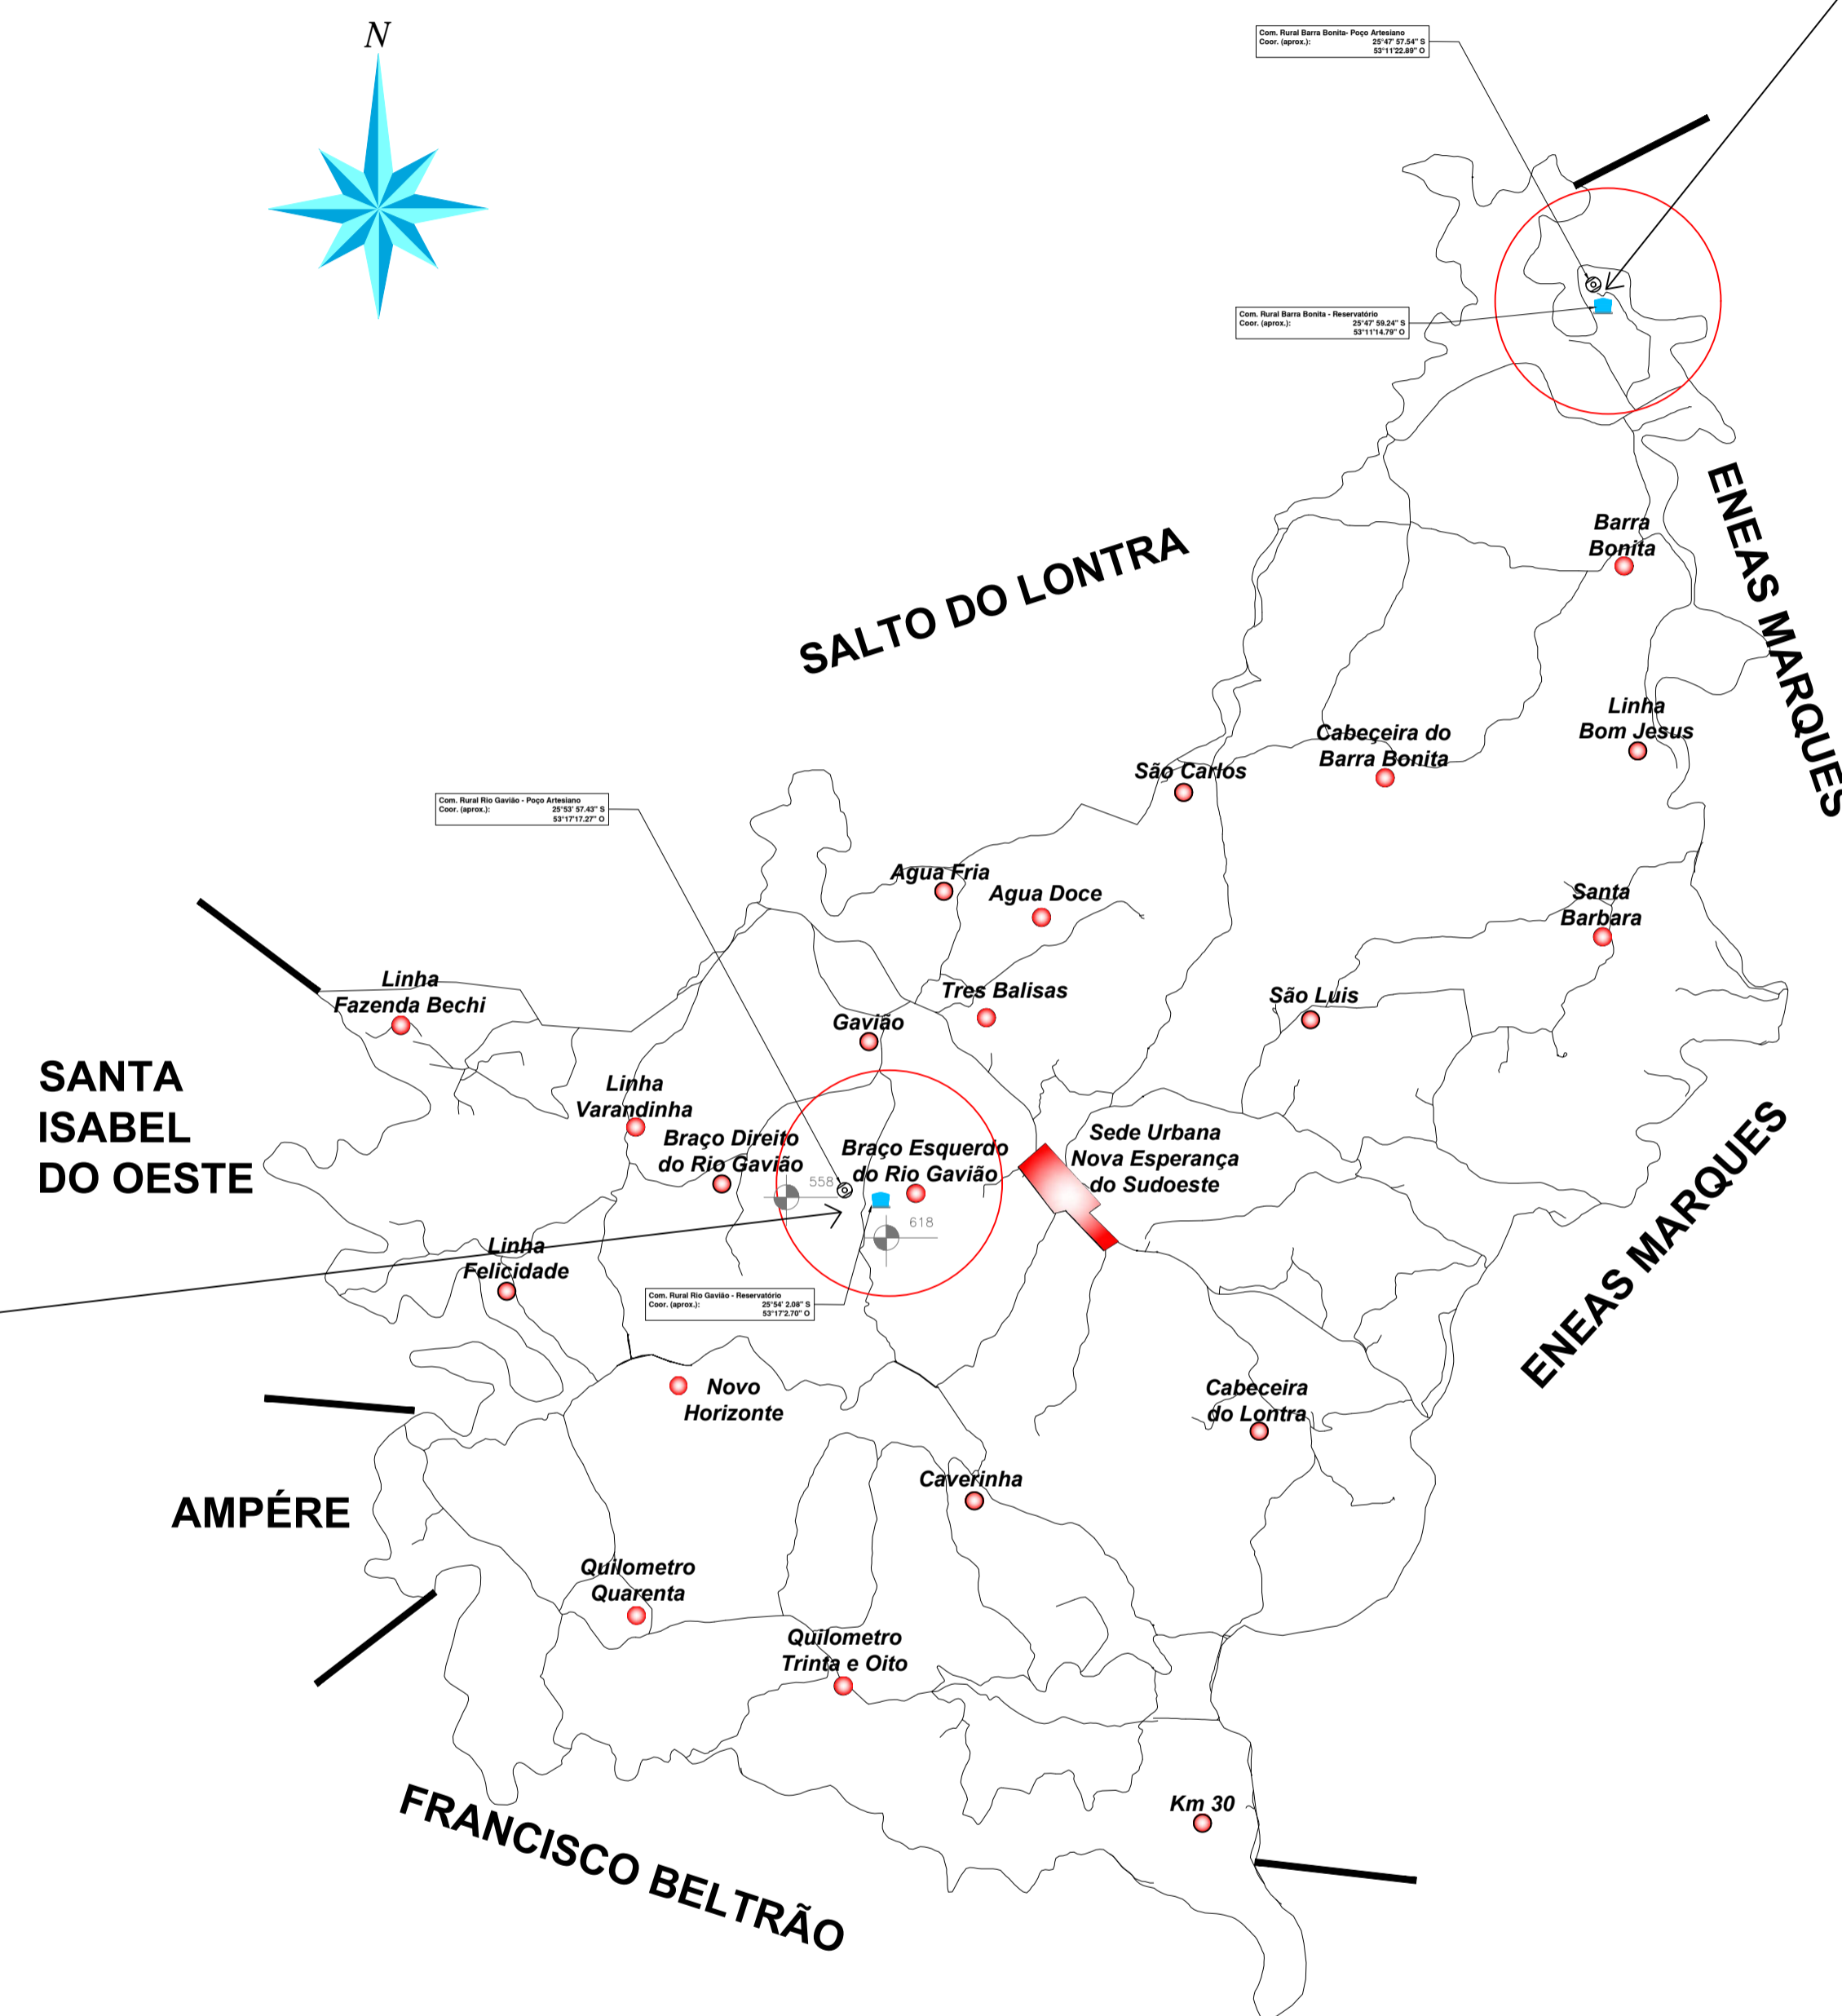 N
Com. Rural Barra Bonita- Poço Artesiano
Coor. (aprox.): 25°47' 57.54" S
53°11'22.89" O
Com. Rural Barra Bonita - Reservatório
Coor. (aprox.): 25°47' 59.24" S
53°11'14.79" O
ENEAS MARQUES
SALTO DO LONTRA
Barra
Bonita
Linha
Bom Jesus
Cabeçeira do
Barra Bonita
São Carlos
Com. Rural Rio Gavião - Poço Artesiano
Coor. (aprox.): 25°53' 57.43" S
53°17'17.27" O
Agua Fria
Agua Doce
Santa
Barbara
Linha
Fazenda Bechi
Tres Balisas
São Luis
Gavião
SANTA
ISABEL
DO OESTE
Linha
Varandinha
Braço Direito
do Rio Gavião
Braço Esquerdo
do Rio Gavião
558
618
Sede Urbana
Nova Esperança
do Sudoeste
ENEAS MARQUES
Linha
Felicidade
Com. Rural Rio Gavião - Reservatório
Coor. (aprox.): 25°54' 2.08" S
53°17'2.70" O
Novo
Horizonte
Cabeceira
do Lontra
AMPÉRE
Caverinha
Quilometro
Quarenta
Quilometro
Trinta e Oito
Km 30
FRANCISCO BELTRÃO